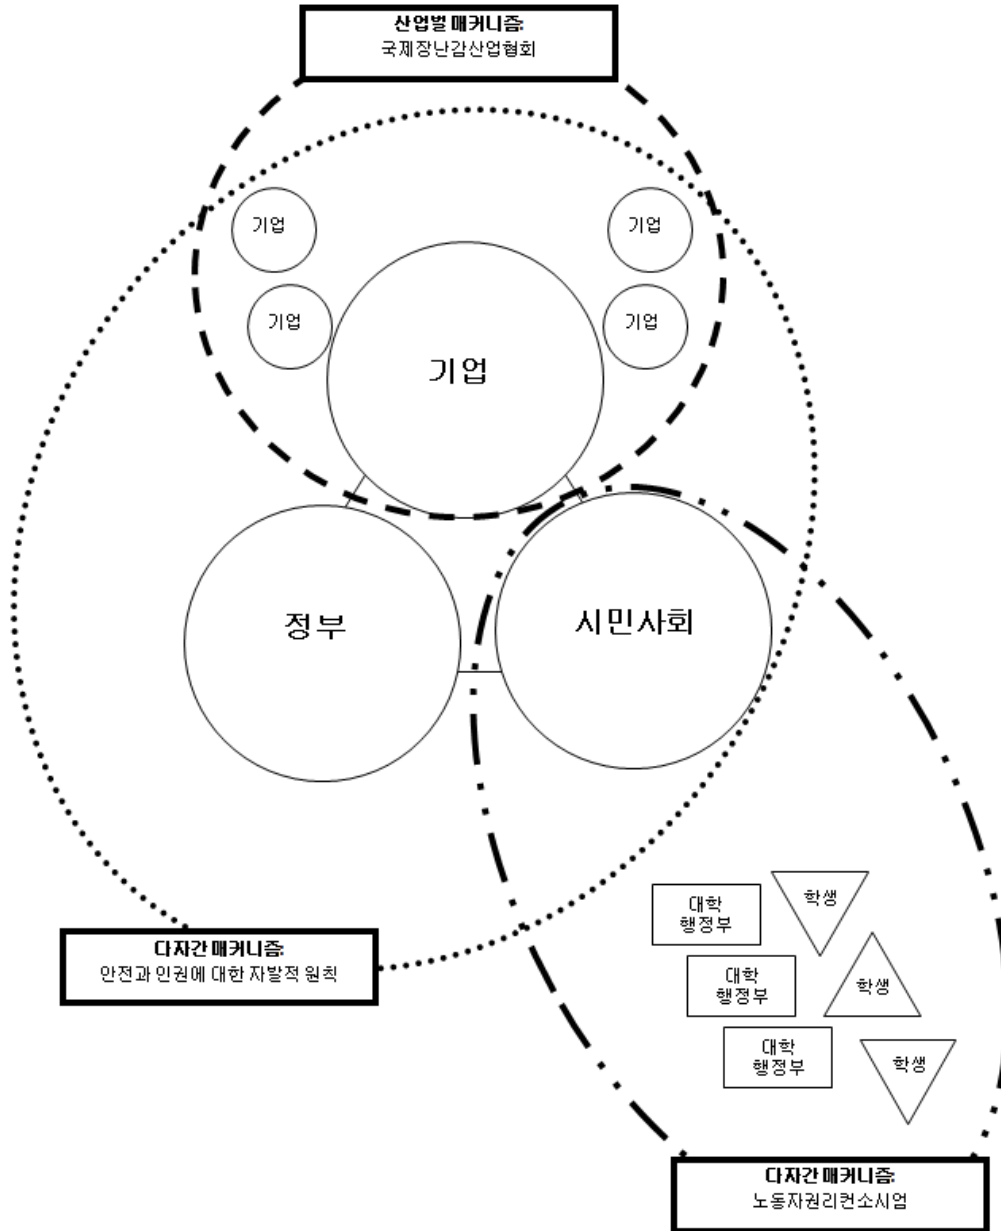 산업별 매커니즘:
국제장난감산업협회
기업
기업
기업
기업
기업
정부
시민사회
대학
행정부
학생
다자간 매커니즘:
안전과 인권에 대한 자발적 원칙
대학
행정부
학생
대학
행정부
학생
다자간 매커니즘:
노동자권리컨소시엄